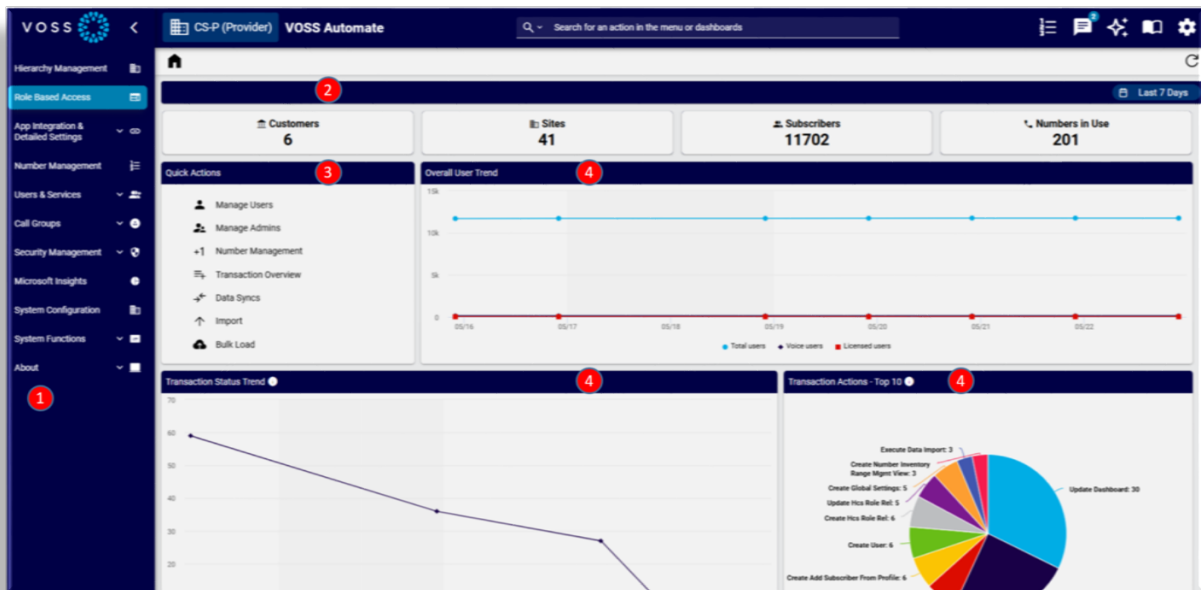 VOSS
CS-P (Provider)
VOSS Automate
Search for an action in the menu or dashboards
2
Hierarchy Management
Role Based Access
App Integration &
Detailed Settings
Number Management
Users & Services
Call Groups
Security Management
Microsoft Insights
System Configuration
System Functions
About
1
2
Last 7 Days
Customers
6
Sites
41
Subscribers
11702
Numbers in Use
201
Quick Actions
3
Manage Users
Manage Admins
+1 Number Management
Transaction Overview
Data Syncs
Import
Bulk Load
Overall User Trend
4
15k
10k
5k
0
05/16 05/17 05/18 05/19 05/20 05/21 05/22
Total users Voice users Licensed users
Transaction Status Trend
4
70
60
50
40
30
20
Transaction Actions - Top 10
4
Execute Data Import: 3
Create Number Inventory
Range Mgmt View: 3
Create Global Settings: 5
Update Hcs Role Rel: 5
Create Hcs Role Rel: 6
Create User: 6
Create Add Subscriber From Profile: 6
Update Dashboard: 30